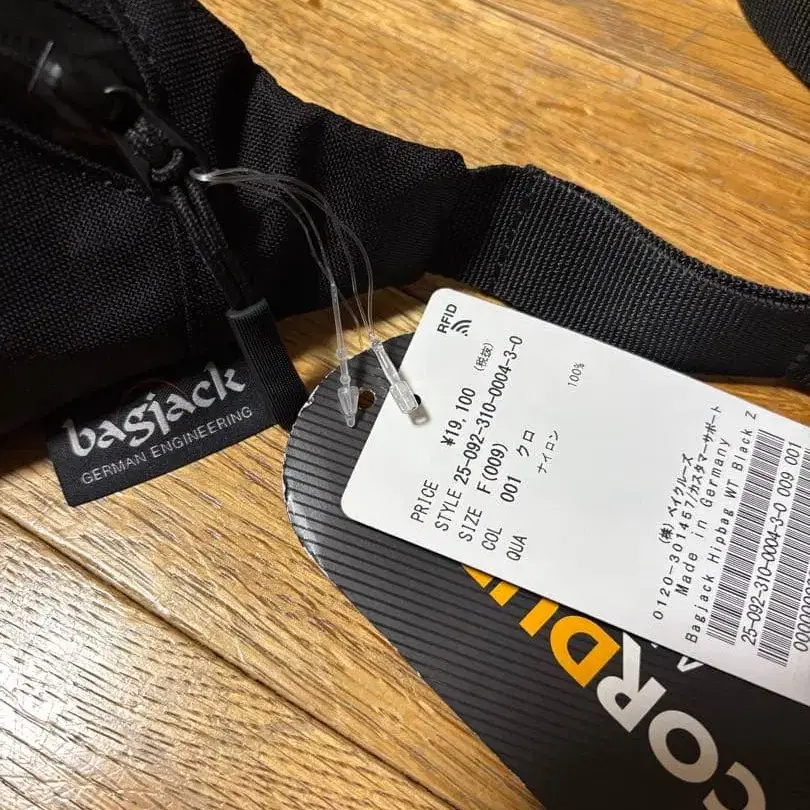 bagjack
GERMAN ENGINEERING
RFID
PRICE ¥19,100 (税抜)
STYLE 25-092-310-0004-3-0
SIZE F(009)
COL 001 クロ
QUA ナイロン 100%
(株) ベイクルーズ
0120-301457/カスタマーサポート
Made in Germany
Bagjack Hipbag WT Black Z
25-092-310-0004-3-0 009 001
CORDU